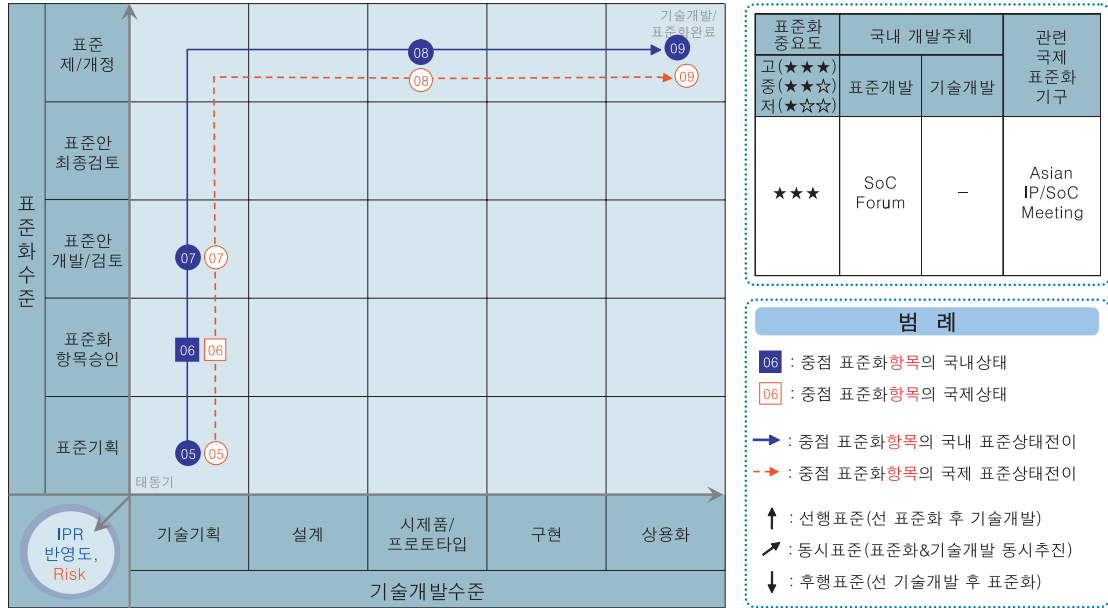 표준화수준
표준
제/개정
표준안
최종검토
표준안
개발/검토
표준화
항목승인
표준기획
기술개발/
표준화완료
08
09
08
09
07
07
06
06
05
05
태동기
IPR
반영도,
Risk
기술기획
설계
시제품/
프로토타입
구현
상용화
기술개발수준
표준화
중요도
국내 개발주체
관련
국제
표준화
기구
고(★★★)
중(★★☆)
저(★☆☆)
표준개발
기술개발
★★★
SoC
Forum
–
Asian
IP/SoC
Meeting
범 례
06 : 중점 표준화항목의 국내상태
06 : 중점 표준화항목의 국제상태
: 중점 표준화항목의 국내 표준상태전이
: 중점 표준화항목의 국제 표준상태전이
: 선행표준(선 표준화 후 기술개발)
: 동시표준(표준화&기술개발 동시추진)
: 후행표준(선 기술개발 후 표준화)